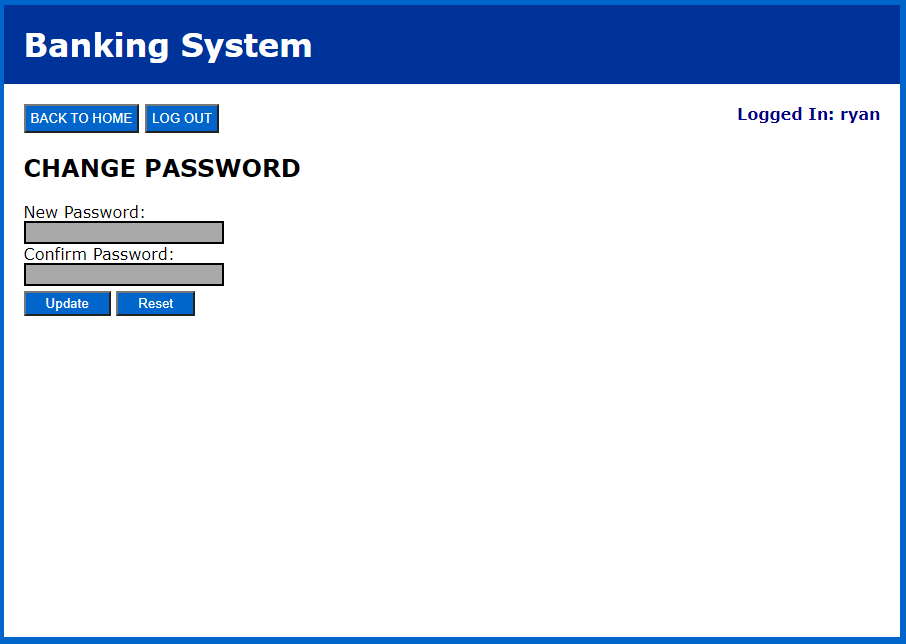 Banking System
BACK TO HOME LOG OUT Logged In: ryan
CHANGE PASSWORD
New Password:
Confirm Password:
Update Reset